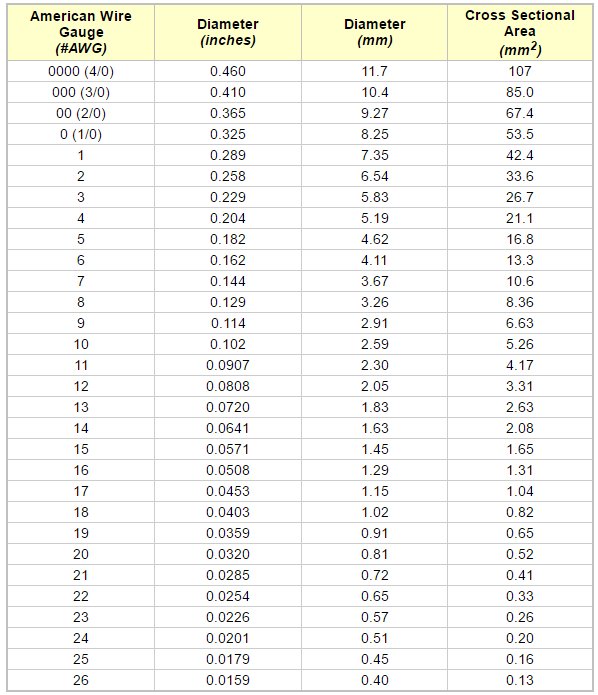 American Wire Gauge (#AWG) Diameter (inches) Diameter (mm) Cross Sectional Area (mm2)
0000 (4/0) 0.460 11.7 107
000 (3/0) 0.410 10.4 85.0
00 (2/0) 0.365 9.27 67.4
0 (1/0) 0.325 8.25 53.5
1 0.289 7.35 42.4
2 0.258 6.54 33.6
3 0.229 5.83 26.7
4 0.204 5.19 21.1
5 0.182 4.62 16.8
6 0.162 4.11 13.3
7 0.144 3.67 10.6
8 0.129 3.26 8.36
9 0.114 2.91 6.63
10 0.102 2.59 5.26
11 0.0907 2.30 4.17
12 0.0808 2.05 3.31
13 0.0720 1.83 2.63
14 0.0641 1.63 2.08
15 0.0571 1.45 1.65
16 0.0508 1.29 1.31
17 0.0453 1.15 1.04
18 0.0403 1.02 0.82
19 0.0359 0.91 0.65
20 0.0320 0.81 0.52
21 0.0285 0.72 0.41
22 0.0254 0.65 0.33
23 0.0226 0.57 0.26
24 0.0201 0.51 0.20
25 0.0179 0.45 0.16
26 0.0159 0.40 0.13